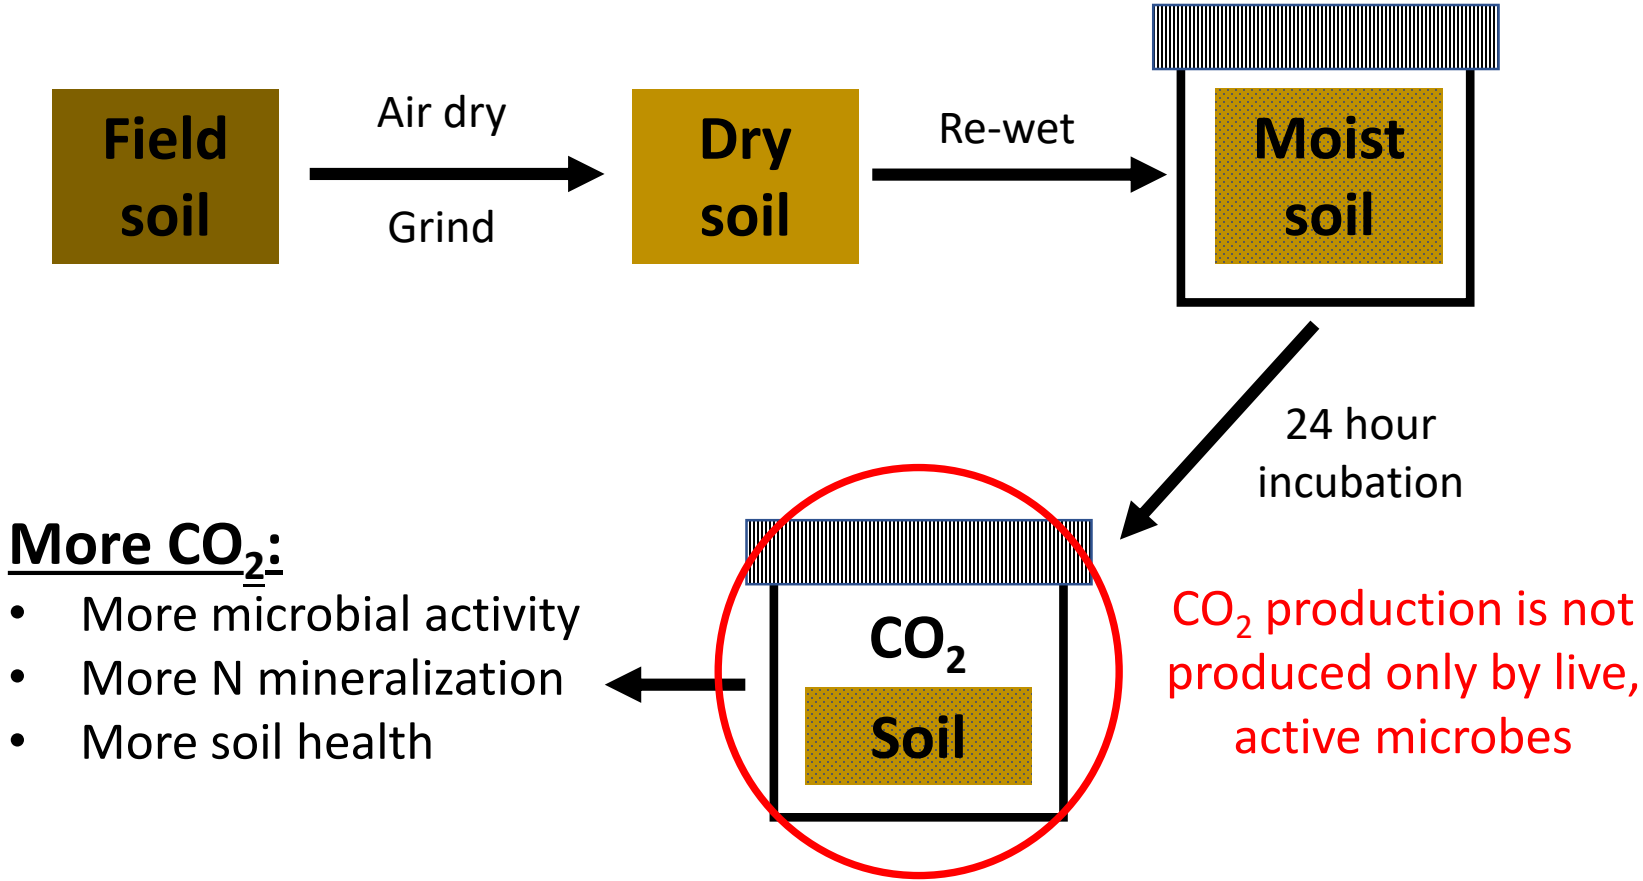 Field
soil
Air dry
Grind
Dry
soil
Re-wet
Moist
soil
24 hour
incubation
CO₂
Soil
CO₂ production is not
produced only by live,
active microbes
More CO₂:
• More microbial activity
• More N mineralization
• More soil health